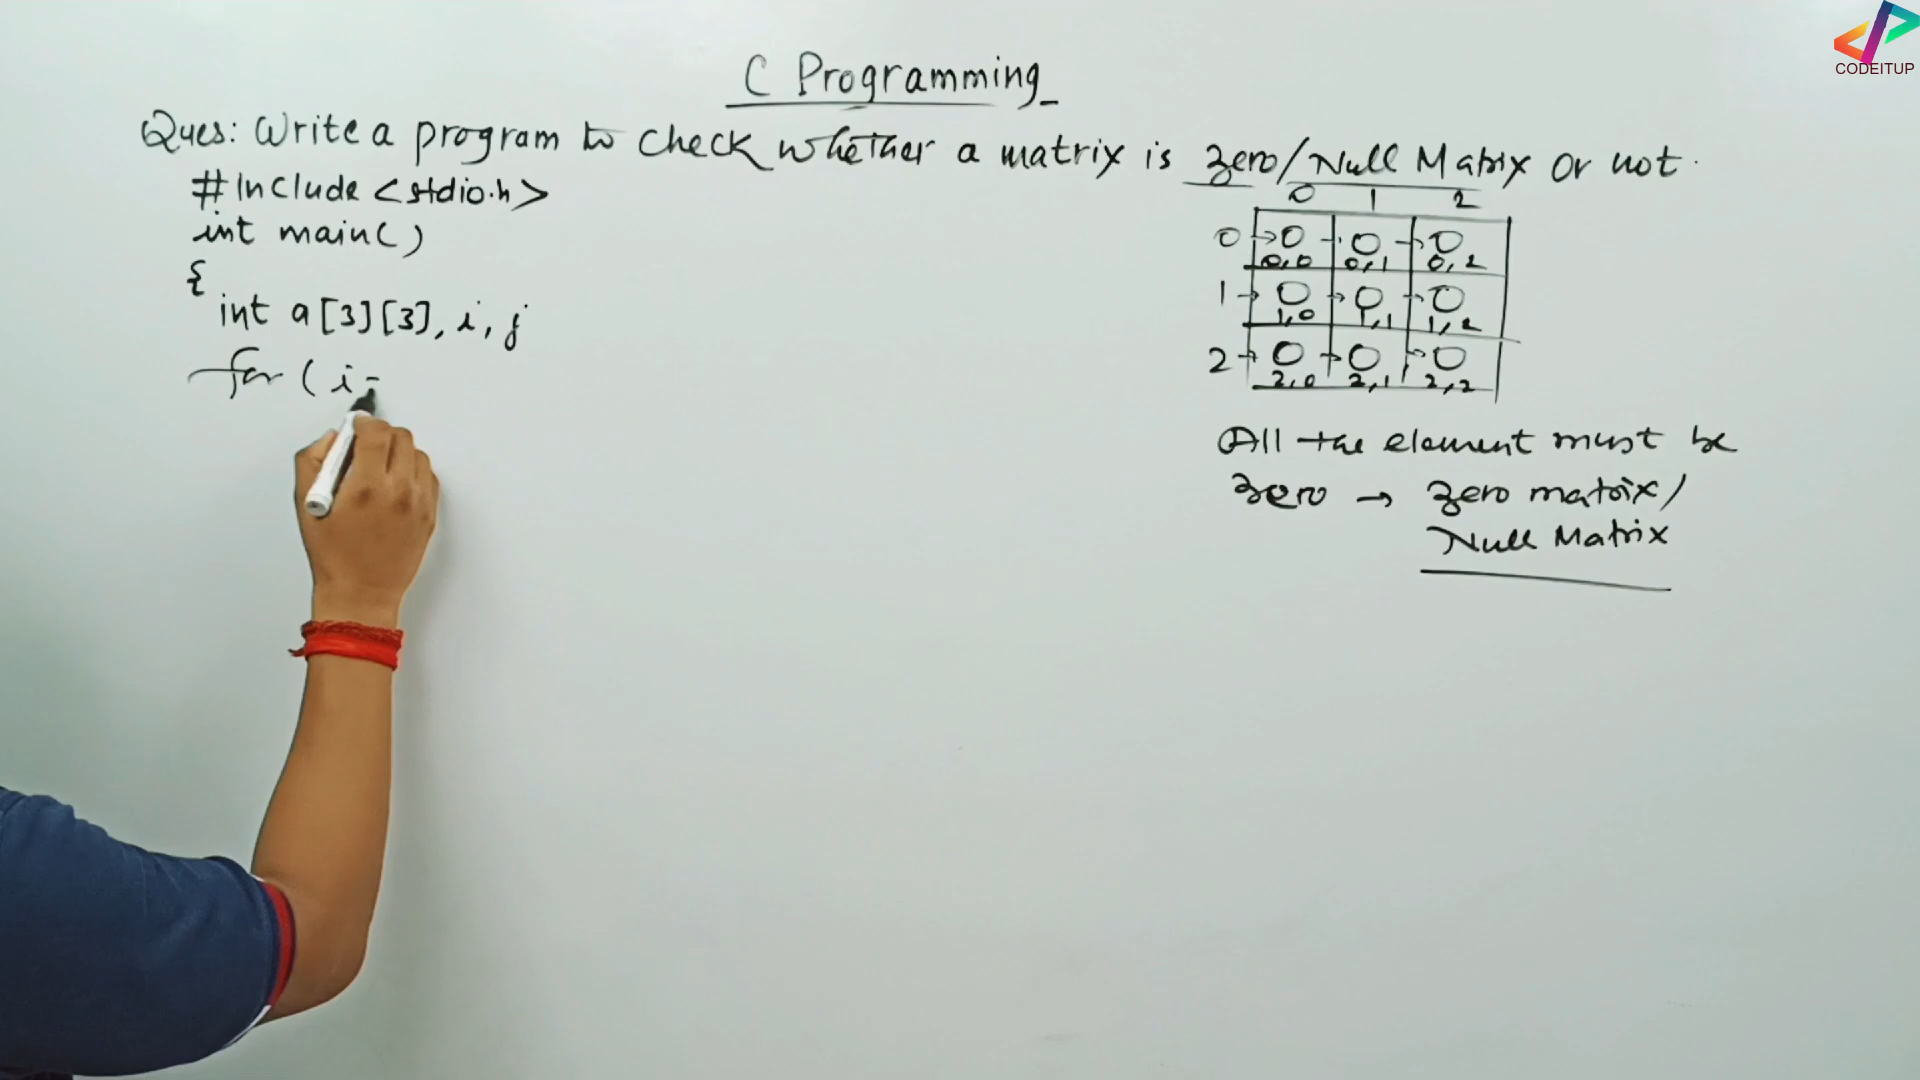 CODEITUP
C Programming
Ques: Write a program to check whether a matrix is zero/Null Matrix or not.
#Include <stdio.h>
int main()
{
int a[3][3], i, j
for (i=
0 1 2
0 → 0 → 0 → 0
0,0 0,1 0,2
1 → 0 → 0 → 0
1,0 1,1 1,2
2 → 0 → 0 → 0
2,0 2,1 2,2
All the element must be
zero → zero matrix/
Null Matrix